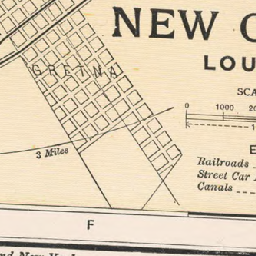 NEW
LOU
SCA
0 1000 20
GRETNA
3 Miles
E
Railroads
Street Car
Canals
F